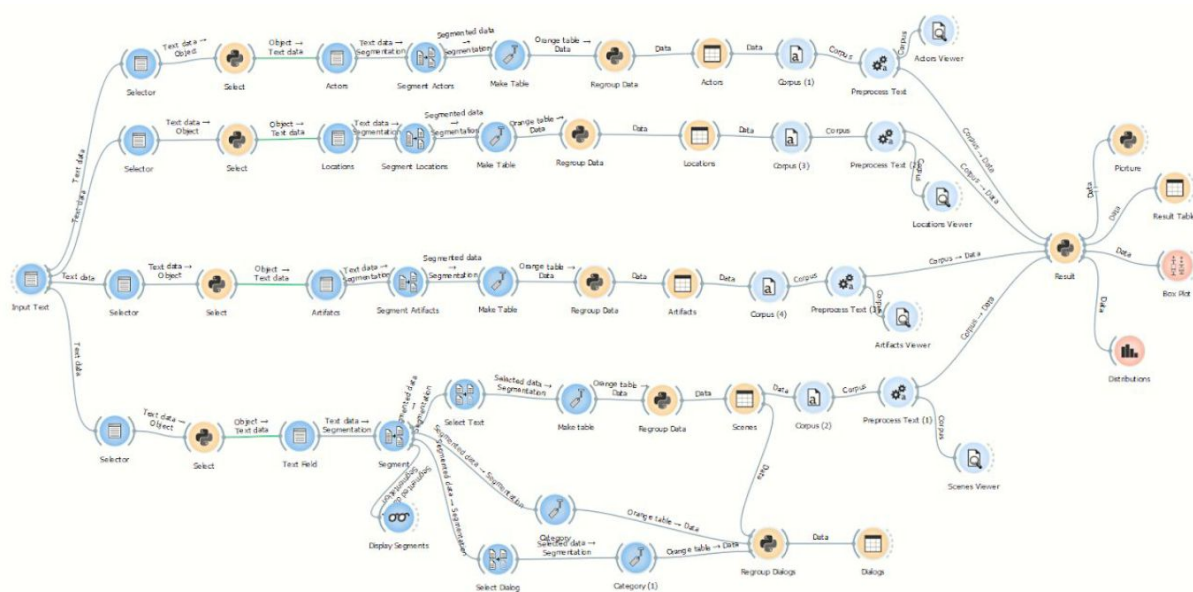 Text data → Object
Object → Text data
Text data → Segmentation
Segmented data → Segmentation
Orange table → Data
Data
Data
Corpus
Corpus
Actors Viewer
Selector
Select
Actors
Segment Actors
Make Table
Regroup Data
Actors
Corpus (1)
Preprocess Text
Text data
Text data → Object
Object → Text data
Text data → Segmentation
Segmented data → Segmentation
Orange table → Data
Data
Data
Corpus
Corpus → Data
Selector
Select
Locations
Segment Locations
Make Table
Regroup Data
Locations
Corpus (3)
Preprocess Text (2)
Corpus
Corpus → Data
Locations Viewer
Text data
Data
Picture
Data
Result Table
Data
Box Plot
Data
Distributions
Result
Input Text
Text data
Text data → Object
Object → Text data
Text data → Segmentation
Segmented data → Segmentation
Orange table → Data
Data
Data
Corpus
Corpus → Data
Selector
Select
Artifatcs
Segment Artifacts
Make Table
Regroup Data
Artifacts
Corpus (4)
Preprocess Text (3)
Corpus
Artifacts Viewer
Text data
Text data → Object
Object → Text data
Text data → Segmentation
Segmented data → Segmentation
Selected data → Segmentation
Orange table → Data
Data
Data
Corpus
Corpus → Data
Selector
Select
Text Field
Segment
Select Text
Make table
Regroup Data
Scenes
Corpus (2)
Preprocess Text (1)
Corpus
Scenes Viewer
Segmented data → Segmentation
Display Segments
Segmented data → Segmentation
Category
Orange table → Data
Data
Segmented data → Segmentation
Select Dialog
Selected data → Segmentation
Category (1)
Orange table → Data
Regroup Dialogs
Data
Dialogs